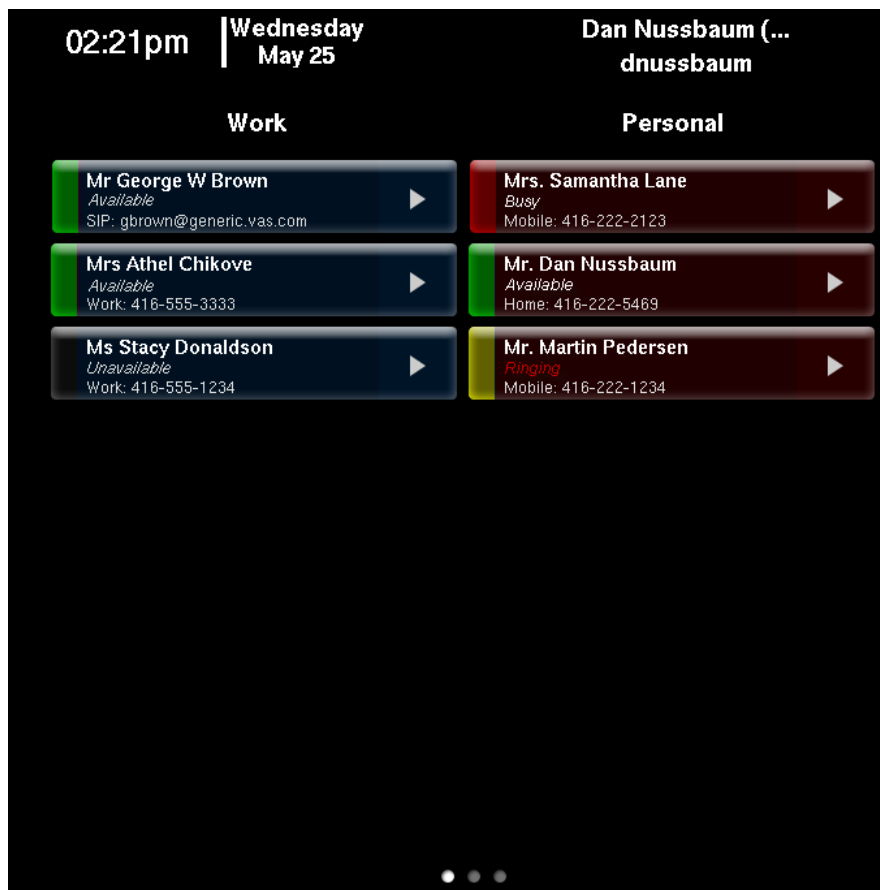 02:21pm
Wednesday
May 25
Dan Nussbaum (...
dnussbaum
Work
Mr George W Brown
Available
SIP: gbrown@generic.vas.com
Mrs Athel Chikove
Available
Work: 416-555-3333
Ms Stacy Donaldson
Unavailable
Work: 416-555-1234
Personal
Mrs. Samantha Lane
Busy
Mobile: 416-222-2123
Mr. Dan Nussbaum
Available
Home: 416-222-5469
Mr. Martin Pedersen
Ringing
Mobile: 416-222-1234